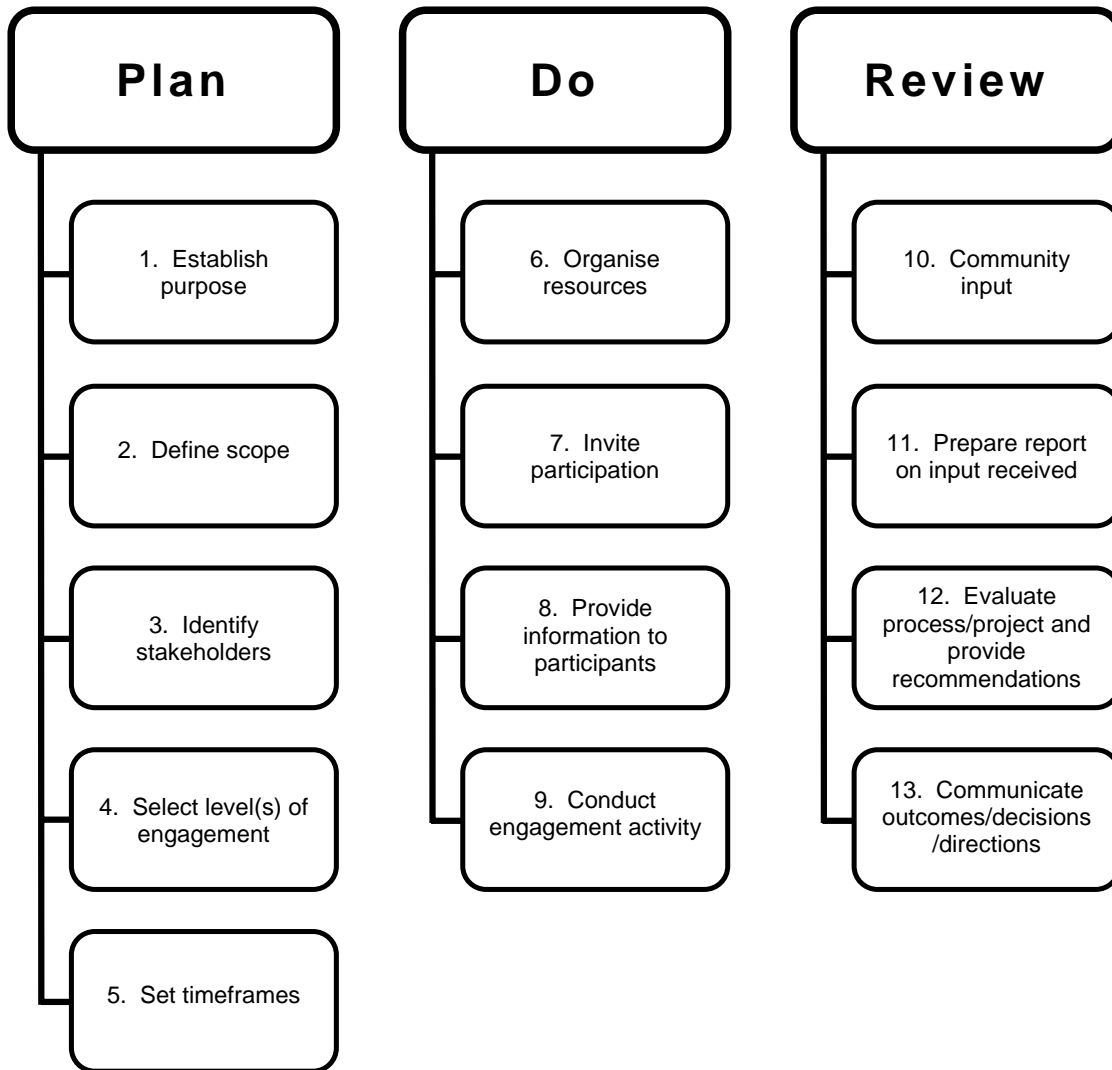 Plan
1. Establish
purpose
2. Define scope
3. Identify
stakeholders
4. Select level(s) of
engagement
5. Set timeframes
Do
6. Organise
resources
7. Invite
participation
8. Provide
information to
participants
9. Conduct
engagement activity
Review
10. Community
input
11. Prepare report
on input received
12. Evaluate
process/project and
provide
recommendations
13. Communicate
outcomes/decisions
/directions